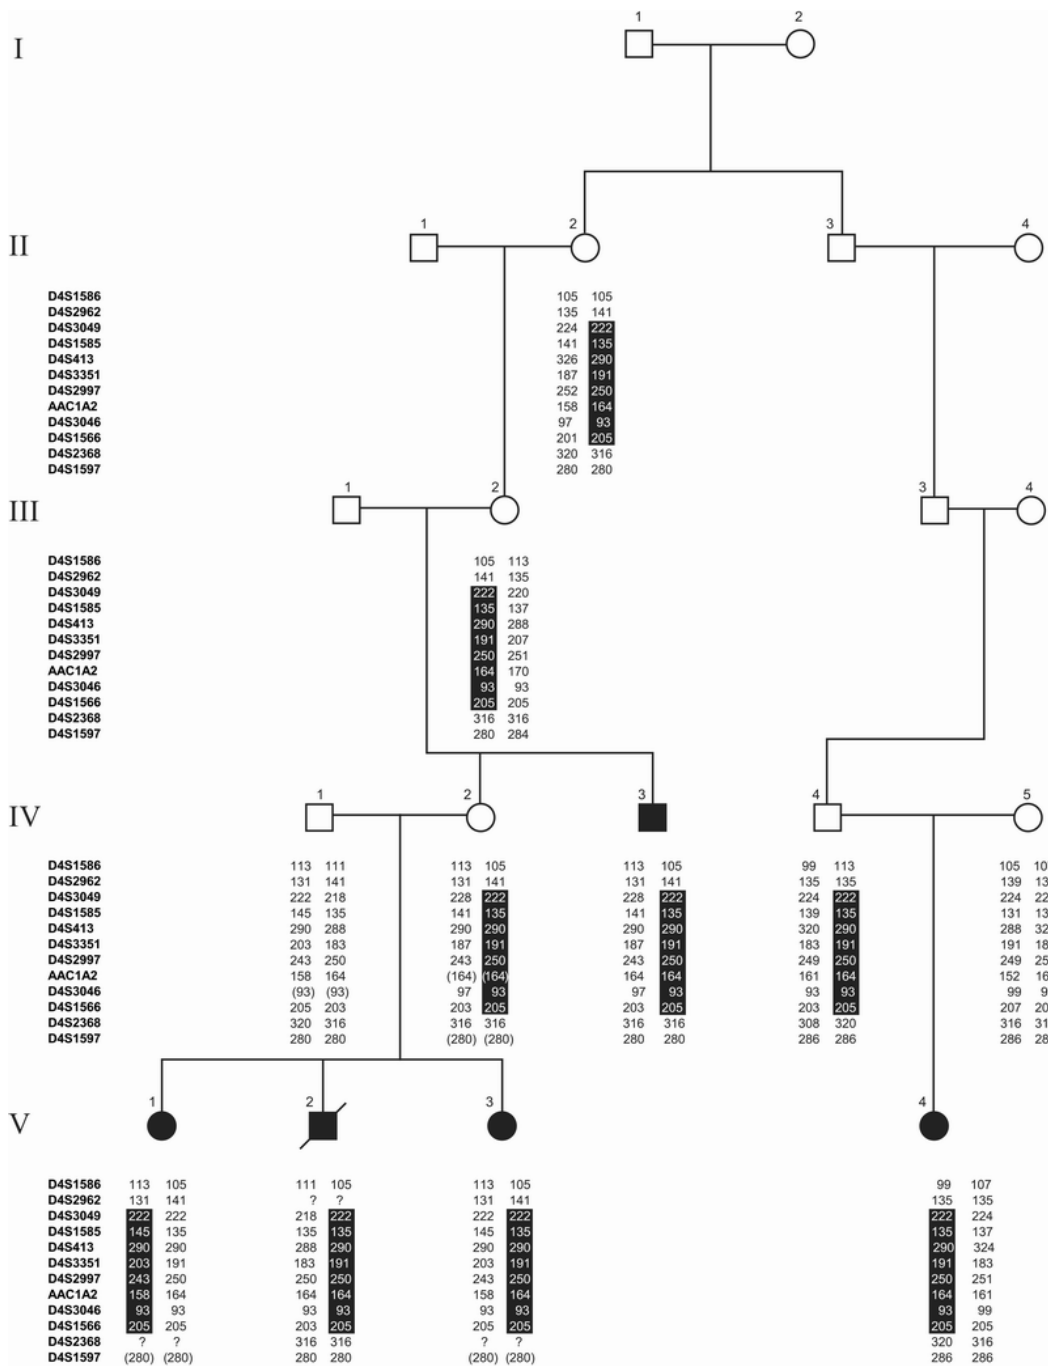 1 2
I
1 2 3 4
II
D4S1586 105 105
D4S2962 135 141
D4S3049 224 222
D4S1585 141 135
D4S413 326 290
D4S3351 187 191
D4S2997 252 250
AAC1A2 158 164
D4S3046 97 93
D4S1566 201 205
D4S2368 320 316
D4S1597 280 280
1 2 3 4
III
D4S1586 105 113
D4S2962 141 135
D4S3049 222 220
D4S1585 135 137
D4S413 290 288
D4S3351 191 207
D4S2997 250 251
AAC1A2 164 170
D4S3046 93 93
D4S1566 205 205
D4S2368 316 316
D4S1597 280 284
1 2 3 4 5
IV
D4S1586 113 111 113 105 113 105 99 113 105
D4S2962 131 141 131 141 131 141 135 135 139
D4S3049 222 218 228 222 228 222 224 222 224
D4S1585 145 135 141 135 141 135 139 135 131
D4S413 290 288 290 290 290 290 320 290 288
D4S3351 203 183 187 191 187 191 183 191 191
D4S2997 243 250 243 250 243 250 249 250 249
AAC1A2 158 164 (164) (164) 164 164 161 164 152
D4S3046 (93) (93) 97 93 97 93 93 93 99
D4S1566 205 203 203 205 203 205 203 205 207
D4S2368 320 316 316 316 316 316 308 320 316
D4S1597 280 280 (280) (280) 280 280 286 286 286
1 2 3 4
V
D4S1586 113 105 111 105 113 105 99 107
D4S2962 131 141 ? ? 131 141 135 135
D4S3049 222 222 218 222 222 222 222 224
D4S1585 145 135 135 135 145 135 135 137
D4S413 290 290 288 290 290 290 290 324
D4S3351 203 191 183 191 203 191 191 183
D4S2997 243 250 250 250 243 250 250 251
AAC1A2 158 164 164 164 158 164 164 161
D4S3046 93 93 93 93 93 93 93 99
D4S1566 205 205 203 205 205 205 205 205
D4S2368 ? ? 316 316 ? ? 320 316
D4S1597 (280) (280) 280 280 (280) (280) 286 286